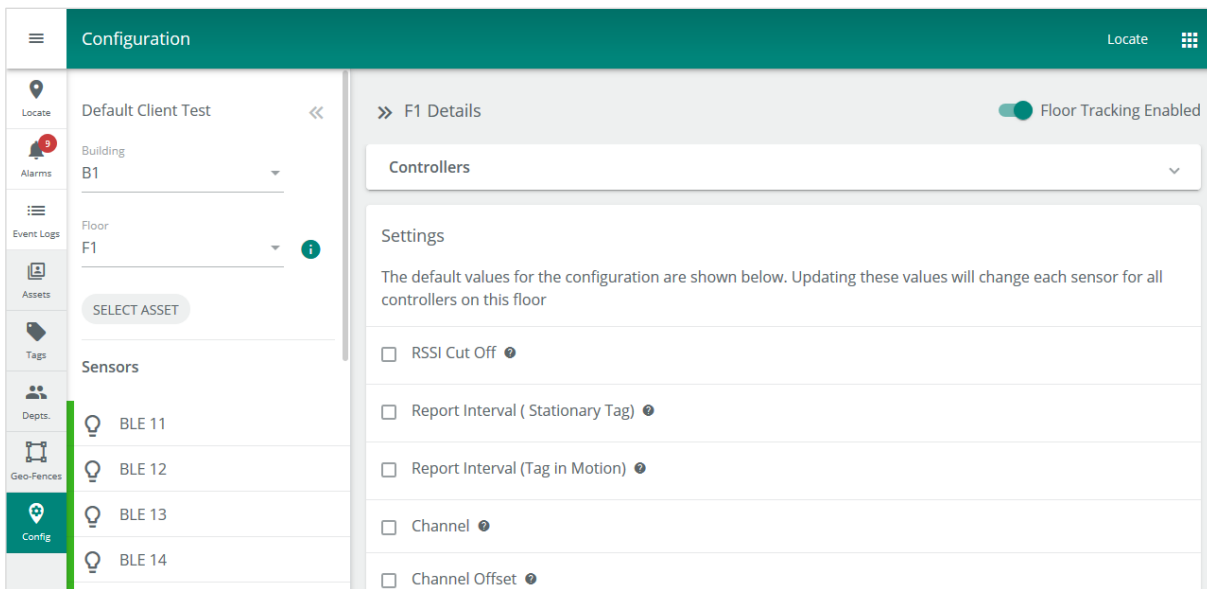 Configuration
Locate
Locate
9
Alarms
Event Logs
Assets
Tags
Depts.
Geo-Fences
Config
Default Client Test
Building
B1
Floor
F1
SELECT ASSET
Sensors
BLE 11
BLE 12
BLE 13
BLE 14
F1 Details
Floor Tracking Enabled
Controllers
Settings
The default values for the configuration are shown below. Updating these values will change each sensor for all
controllers on this floor
RSSI Cut Off
Report Interval ( Stationary Tag)
Report Interval (Tag in Motion)
Channel
Channel Offset